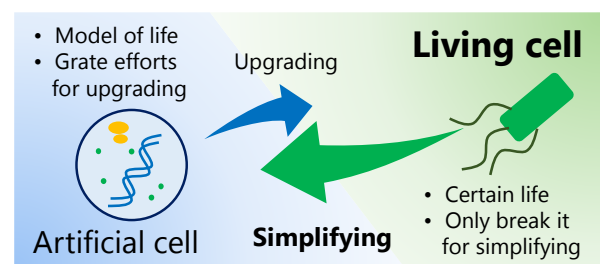 • Model of life
• Grate efforts
for upgrading
Upgrading
Living cell
Artificial cell
Simplifying
• Certain life
• Only break it
for simplifying